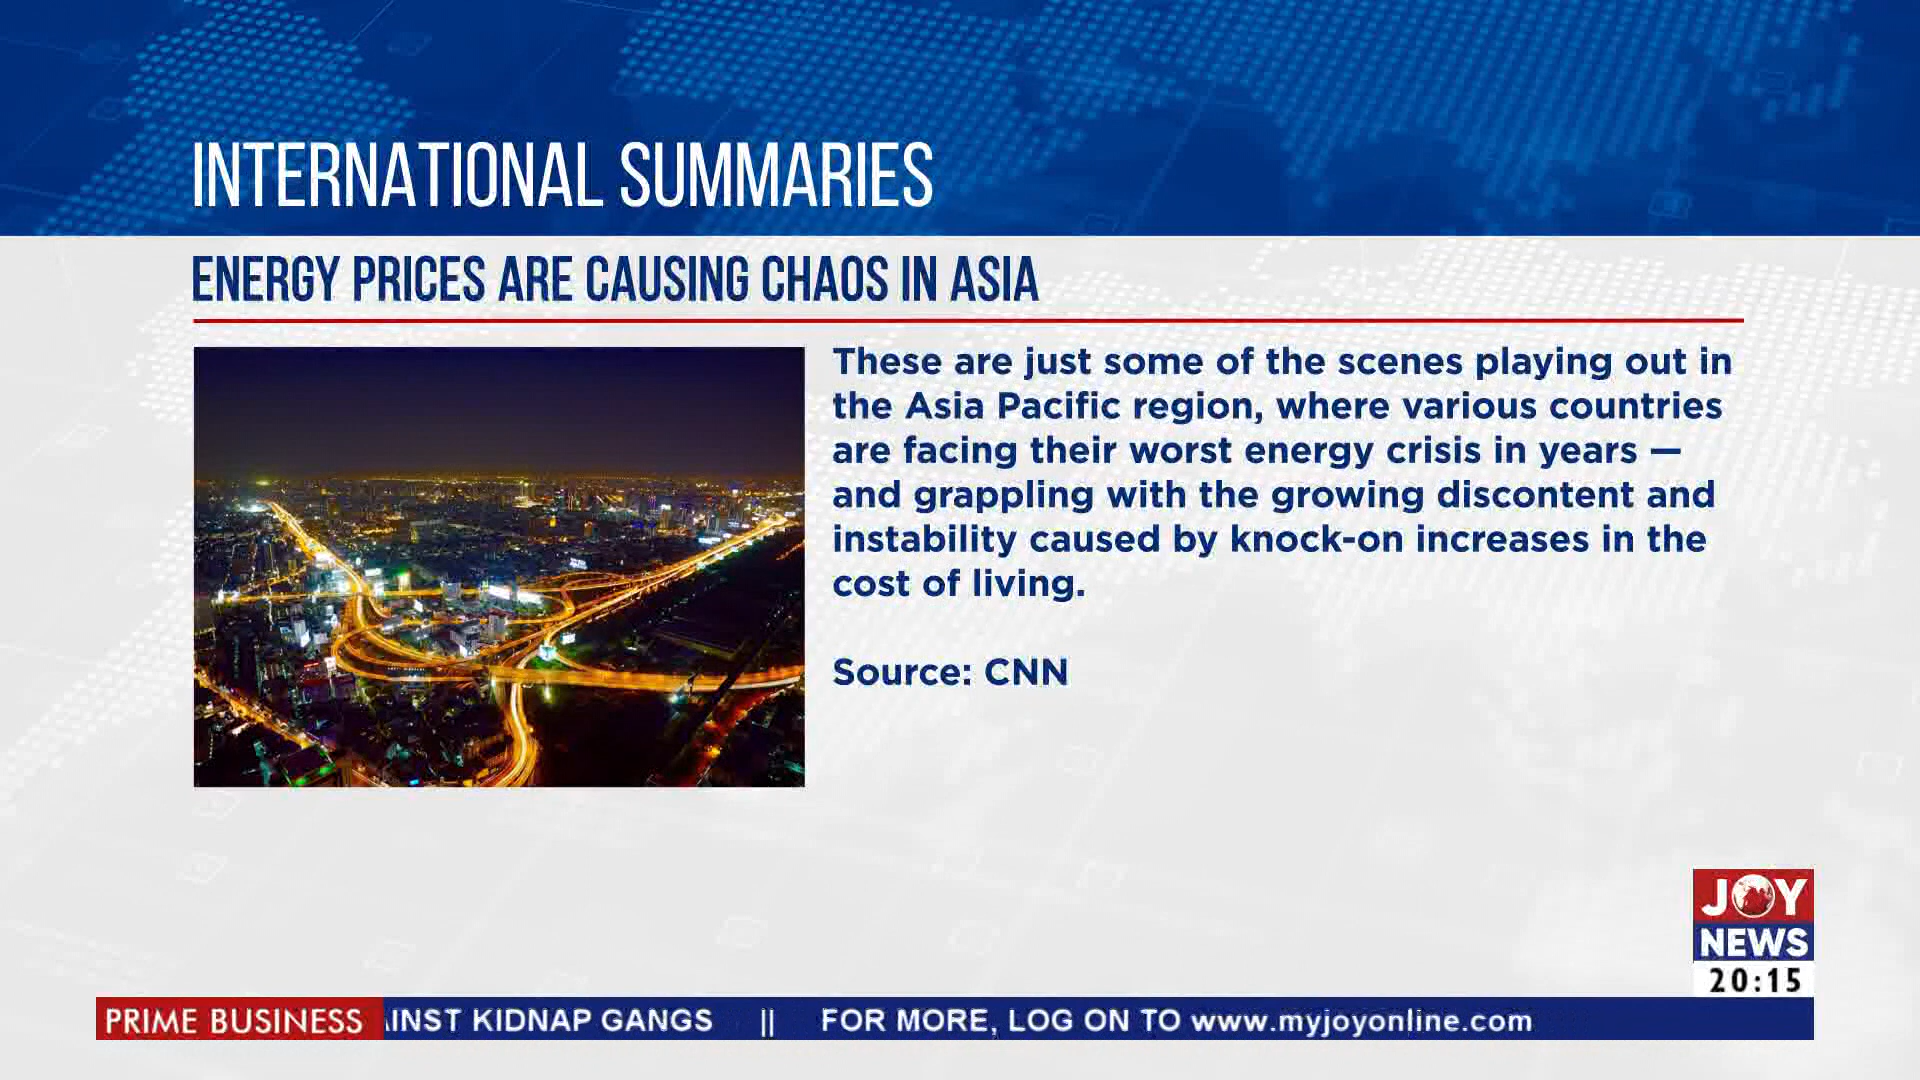 INTERNATIONAL SUMMARIES
ENERGY PRICES ARE CAUSING CHAOS IN ASIA
These are just some of the scenes playing out in
the Asia Pacific region, where various countries
are facing their worst energy crisis in years —
and grappling with the growing discontent and
instability caused by knock-on increases in the
cost of living.
Source: CNN
JOY
NEWS
20:15
PRIME BUSINESS
INST KIDNAP GANGS || FOR MORE, LOG ON TO www.myjoyonline.com